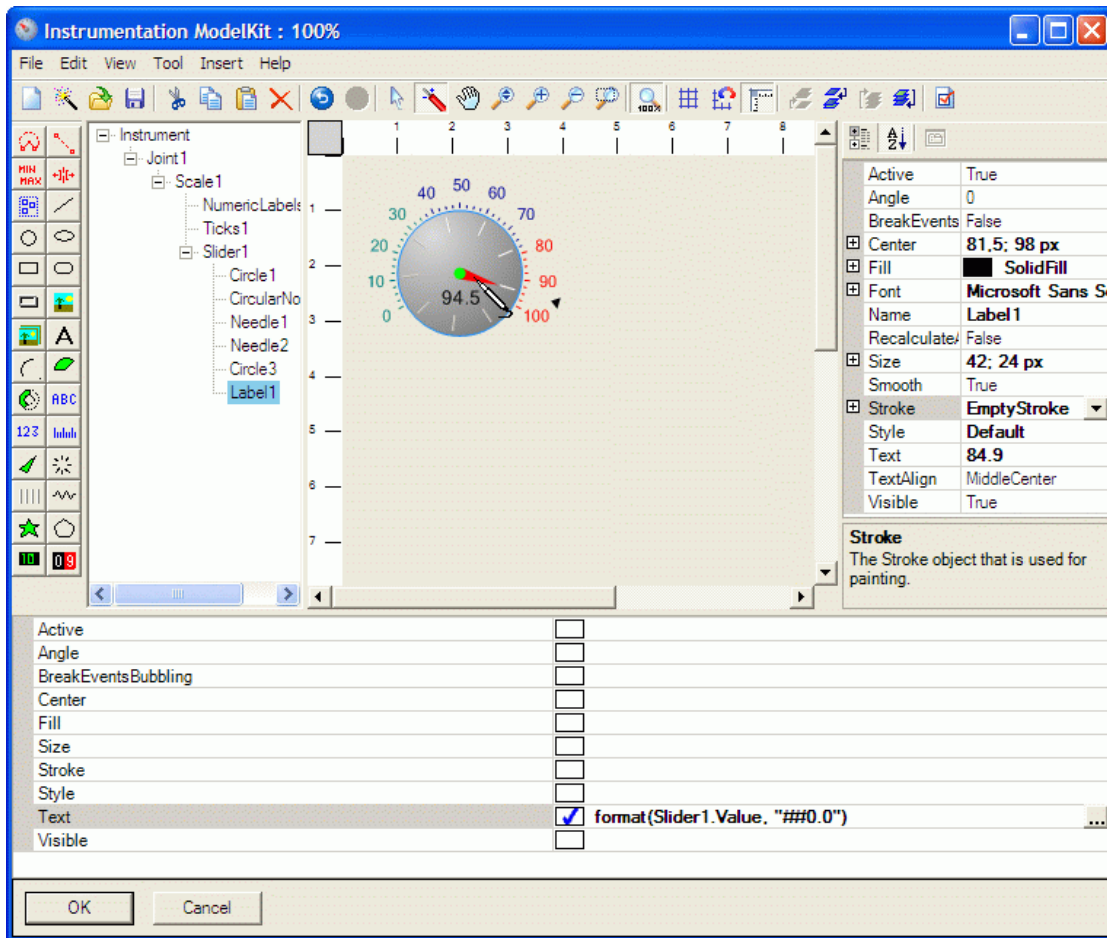 Instrumentation ModelKit : 100%
File Edit View Tool Insert Help
100%
MIN
MAX
A
ABC
123
10
09
Instrument
Joint1
Scale1
NumericLabels
Ticks1
Slider1
Circle1
CircularNo
Needle1
Needle2
Circle3
Label1
1 2 3 4 5 6 7 8
1
2
3
4
5
6
7
0 10 20 30 40 50 60 70 80 90 100
94.5
Active True
Angle 0
BreakEvents False
Center 81.5; 98 px
Fill SolidFill
Font Microsoft Sans Se
Name Label1
RecalculateA False
Size 42; 24 px
Smooth True
Stroke EmptyStroke
Style Default
Text 84.9
TextAlign MiddleCenter
Visible True
Stroke
The Stroke object that is used for
painting.
Active
Angle
BreakEventsBubbling
Center
Fill
Size
Stroke
Style
Text format(Slider1.Value, "##0.0") ...
Visible
OK Cancel